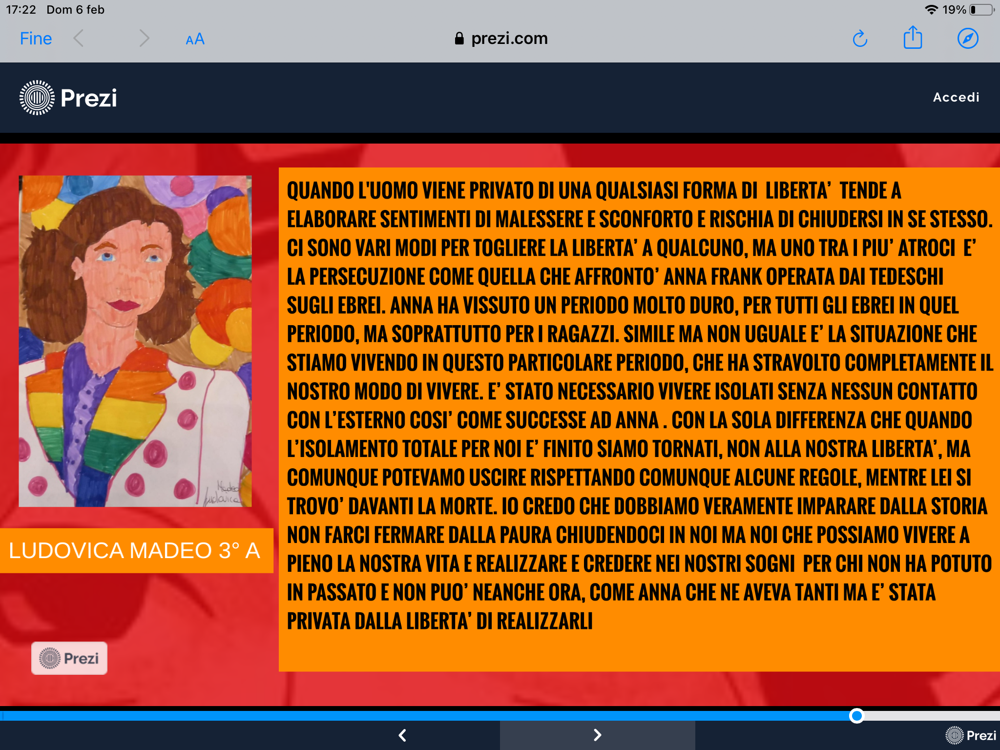 17:22 Dom 6 feb
19%
Fine
AA
prezi.com
Prezi
Accedi
QUANDO L'UOMO VIENE PRIVATO DI UNA QUALSIASI FORMA DI LIBERTA’ TENDE A
ELABORARE SENTIMENTI DI MALESSERE E SCONFORTO E RISCHIA DI CHIUDERSI IN SE STESSO.
CI SONO VARI MODI PER TOGLIERE LA LIBERTA’ A QUALCUNO, MA UNO TRA I PIU’ ATROCI E’
LA PERSECUZIONE COME QUELLA CHE AFFRONTO’ ANNA FRANK OPERATA DAI TEDESCHI
SUGLI EBREI. ANNA HA VISSUTO UN PERIODO MOLTO DURO, PER TUTTI GLI EBREI IN QUEL
PERIODO, MA SOPRATTUTTO PER I RAGAZZI. SIMILE MA NON UGUALE E’ LA SITUAZIONE CHE
STIAMO VIVENDO IN QUESTO PARTICOLARE PERIODO, CHE HA STRAVOLTO COMPLETAMENTE IL
NOSTRO MODO DI VIVERE. E’ STATO NECESSARIO VIVERE ISOLATI SENZA NESSUN CONTATTO
CON L’ESTERNO COSI’ COME SUCCESSE AD ANNA . CON LA SOLA DIFFERENZA CHE QUANDO
L’ISOLAMENTO TOTALE PER NOI E’ FINITO SIAMO TORNATI, NON ALLA NOSTRA LIBERTA’, MA
COMUNQUE POTEVAMO USCIRE RISPETTANDO COMUNQUE ALCUNE REGOLE, MENTRE LEI SI
TROVO’ DAVANTI LA MORTE. IO CREDO CHE DOBBIAMO VERAMENTE IMPARARE DALLA STORIA
NON FARCI FERMARE DALLA PAURA CHIUDENDOCI IN NOI MA NOI CHE POSSIAMO VIVERE A
PIENO LA NOSTRA VITA E REALIZZARE E CREDERE NEI NOSTRI SOGNI PER CHI NON HA POTUTO
IN PASSATO E NON PUO’ NEANCHE ORA, COME ANNA CHE NE AVEVA TANTI MA E’ STATA
PRIVATA DALLA LIBERTA’ DI REALIZZARLI
Madeo
Ludovica
LUDOVICA MADEO 3° A
Prezi
Prezi